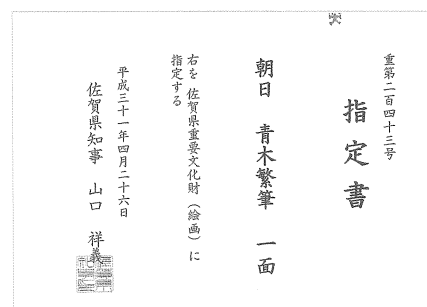 重第二百四十三号
指定書
朝日　青木繁筆　一面
右を 佐賀県重要文化財（絵画）に
指定する
平成三十一年四月二十六日
佐賀県知事　山口　祥義